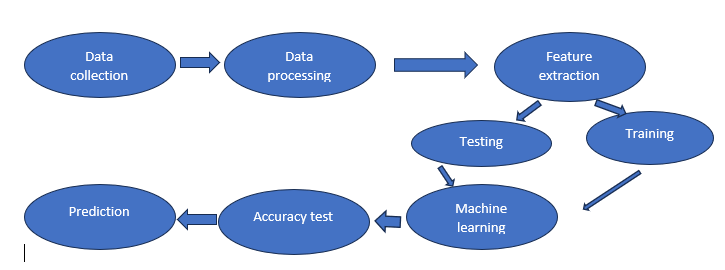 Data
collection
Data
processing
Feature
extraction
Testing
Training
Prediction
Accuracy test
Machine
learning